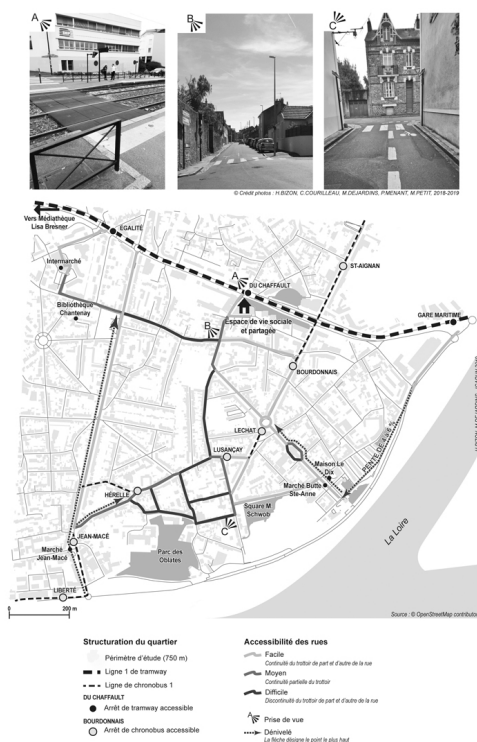 A
B
C
© Crédit photos : H.BIZON, C.COURILLEAU, M.DEJARDINS, P.MENANT, M.PETIT, 2018-2019
Vers Médiathèque
Lisa Bresner
ÉGALITÉ
Intermarché
ST-AIGNAN
A
DU CHAFFAULT
Bibliothèque
Chantenay
Espace de vie sociale
et partagée
GARE MARITIME
B
BOURDONNAIS
LECHAT
PENTE DE 4 à 6 %
LUSANÇAY
Maison Le
Dix
HÉRELLE
Marché Butte
Ste-Anne
Square M
Schwob
C
JEAN-MACÉ
Marché
Jean-Macé
Parc des
Oblates
La Loire
LIBERTÉ
0
200 m
Source : © OpenStreetMap contributor
Structuration du quartier
Périmètre d'étude (750 m)
Ligne 1 de tramway
Ligne de chronobus 1
DU CHAFFAULT
Arrêt de tramway accessible
BOURDONNAIS
Arrêt de chronobus accessible
Accessibilité des rues
Facile
Continuité du trottoir de part et d'autre de la rue
Moyen
Continuité partielle du trottoir
Difficile
Discontinuité du trottoir de part et d'autre de la rue
A
Prise de vue
Dénivelé
La flèche désigne le point le plus haut